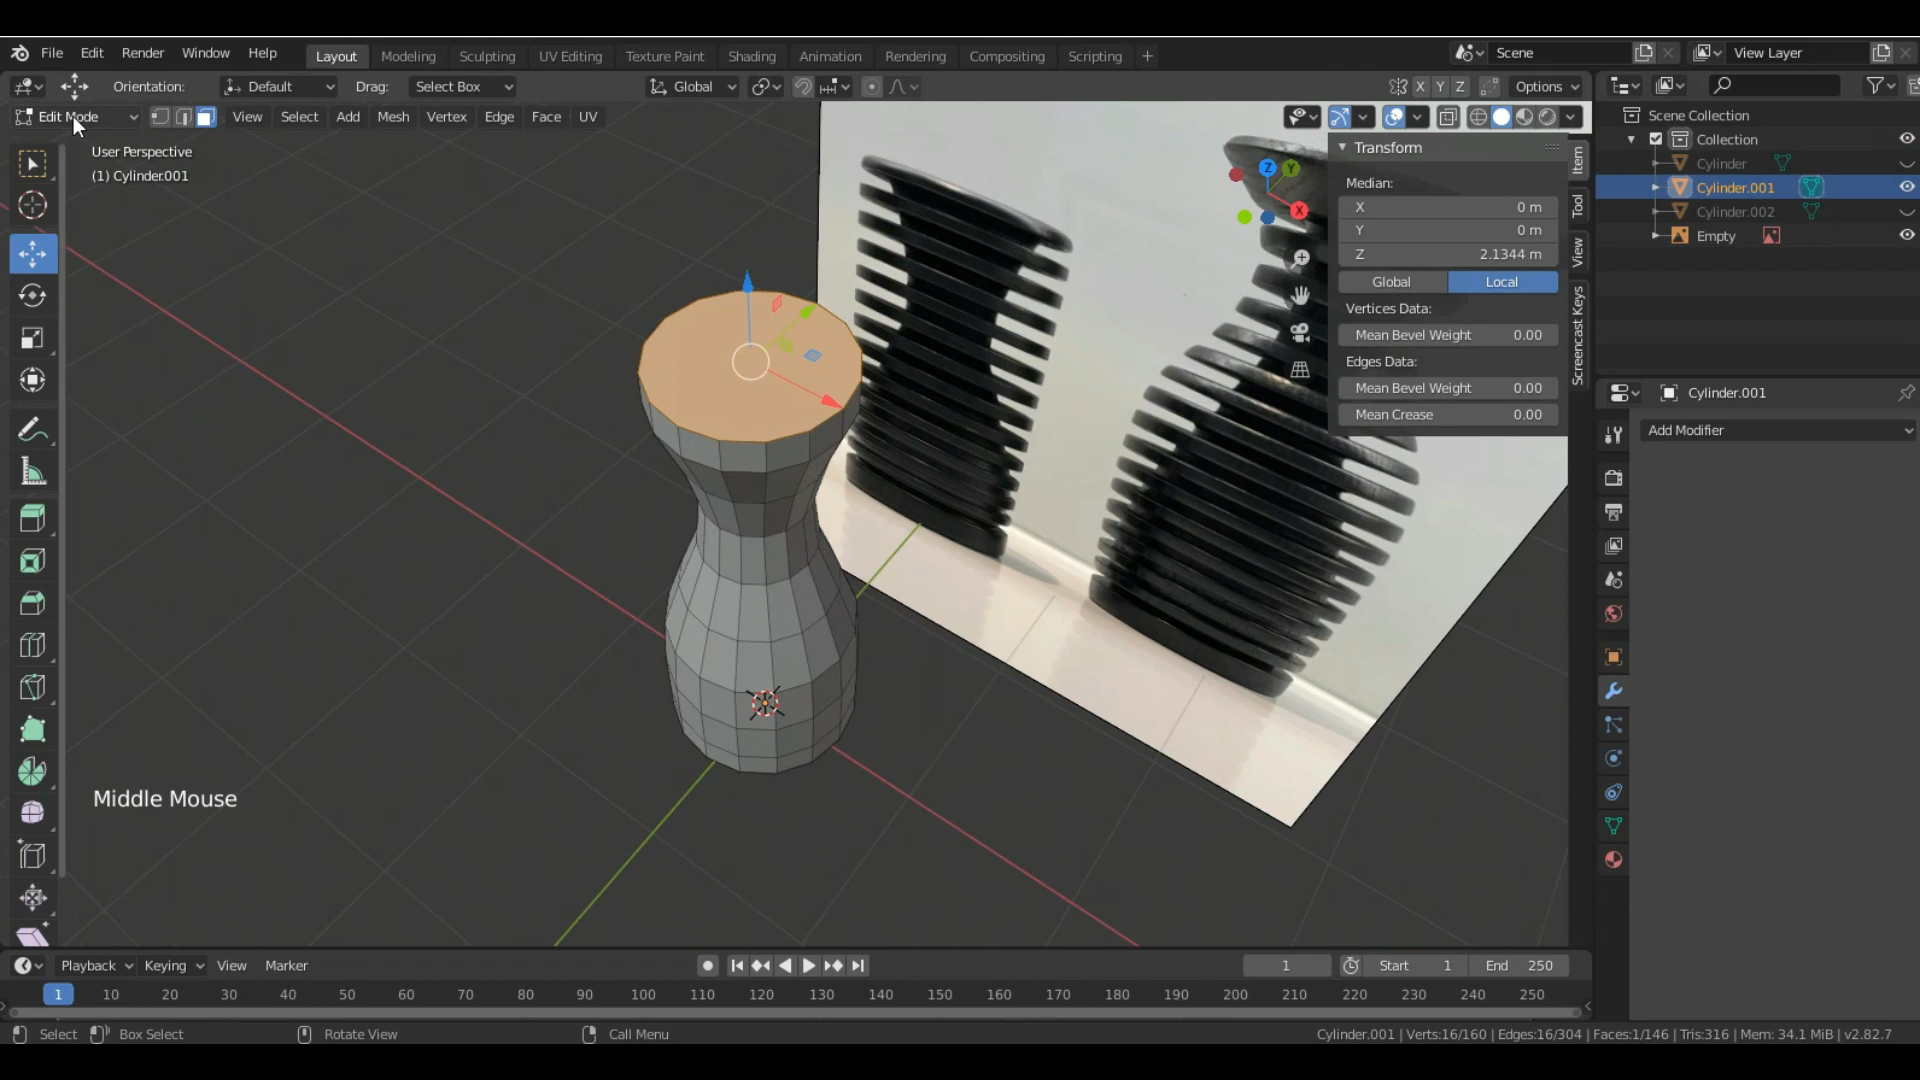 File Edit Render Window Help Layout Modeling Sculpting UV Editing Texture Paint Shading Animation Rendering Compositing Scripting + Scene View Layer
Orientation: Default Drag: Select Box Global X Y Z Options
Edit Mode View Select Add Mesh Vertex Edge Face UV
Scene Collection
Collection
Cylinder
Cylinder.001
Cylinder.002
Empty
User Perspective
(1) Cylinder.001
Z Y X
Transform
Median:
X 0 m
Y 0 m
Z 2.1344 m
Global Local
Vertices Data:
Mean Bevel Weight 0.00
Edges Data:
Mean Bevel Weight 0.00
Mean Crease 0.00
Item
Tool
View
Screencast Keys
Cylinder.001
Add Modifier
Middle Mouse
Playback Keying View Marker 1 Start 1 End 250
1 10 20 30 40 50 60 70 80 90 100 110 120 130 140 150 160 170 180 190 200 210 220 230 240 250
Select Box Select Rotate View Call Menu Cylinder.001 | Verts:16/160 | Edges:16/304 | Faces:1/146 | Tris:316 | Mem: 34.1 MiB | v2.82.7